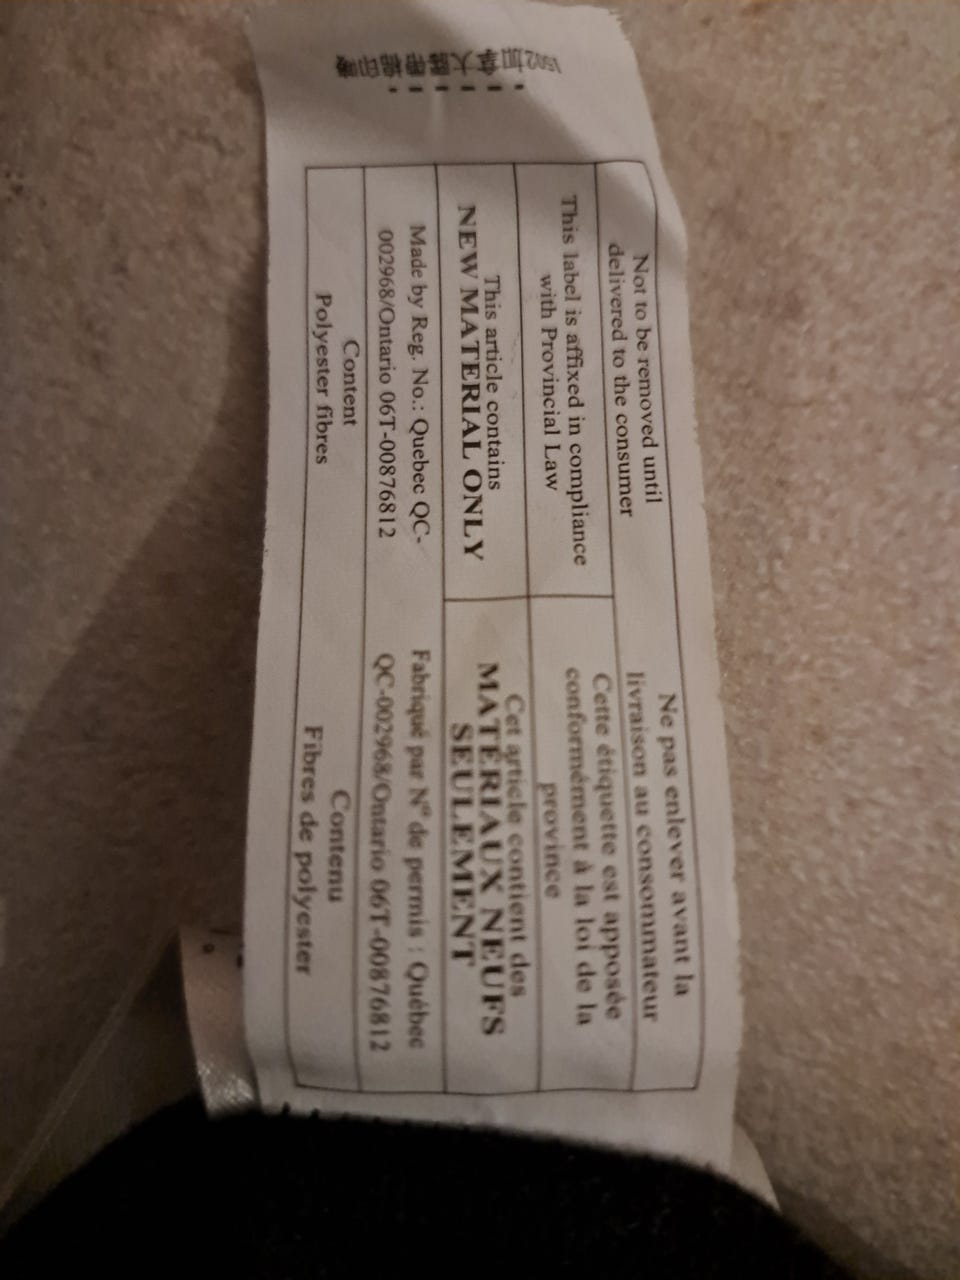 Not to be removed until
delivered to the consumer
Ne pas enlever avant la
livraison au consommateur
This label is affixed in compliance
with Provincial Law
Cette étiquette est apposée
conformément à la loi de la
province
This article contains
NEW MATERIAL ONLY
Cet article contient des
MATÉRIAUX NEUFS
SEULEMENT
Made by Reg. No.: Quebec QC-
002968/Ontario 06T-00876812
Fabriqué par Nº de permis : Québec
QC-002968/Ontario 06T-00876812
Content
Polyester fibres
Contenu
Fibres de polyester
加拿大